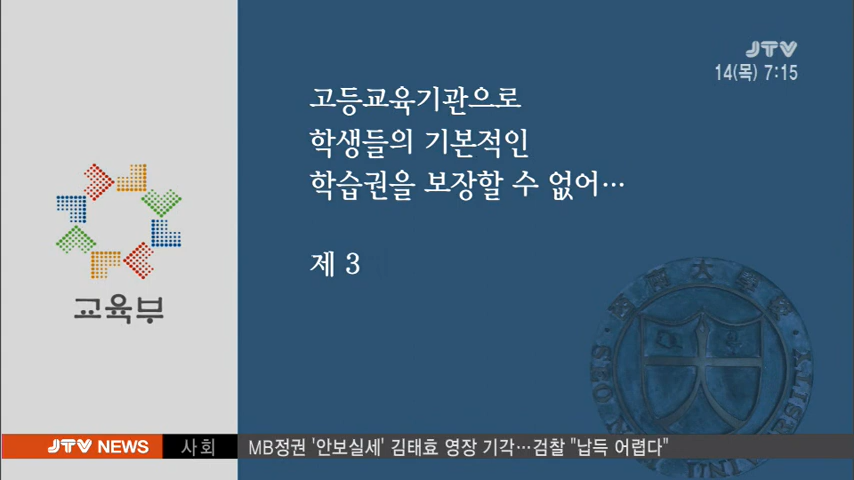 JTV
14(목) 7:15
고등교육기관으로
학생들의 기본적인
학습권을 보장할 수 없어…
제 3
교육부
JTV NEWS 사회 MB정권 '안보실세' 김태효 영장 기각…검찰 "납득 어렵다"